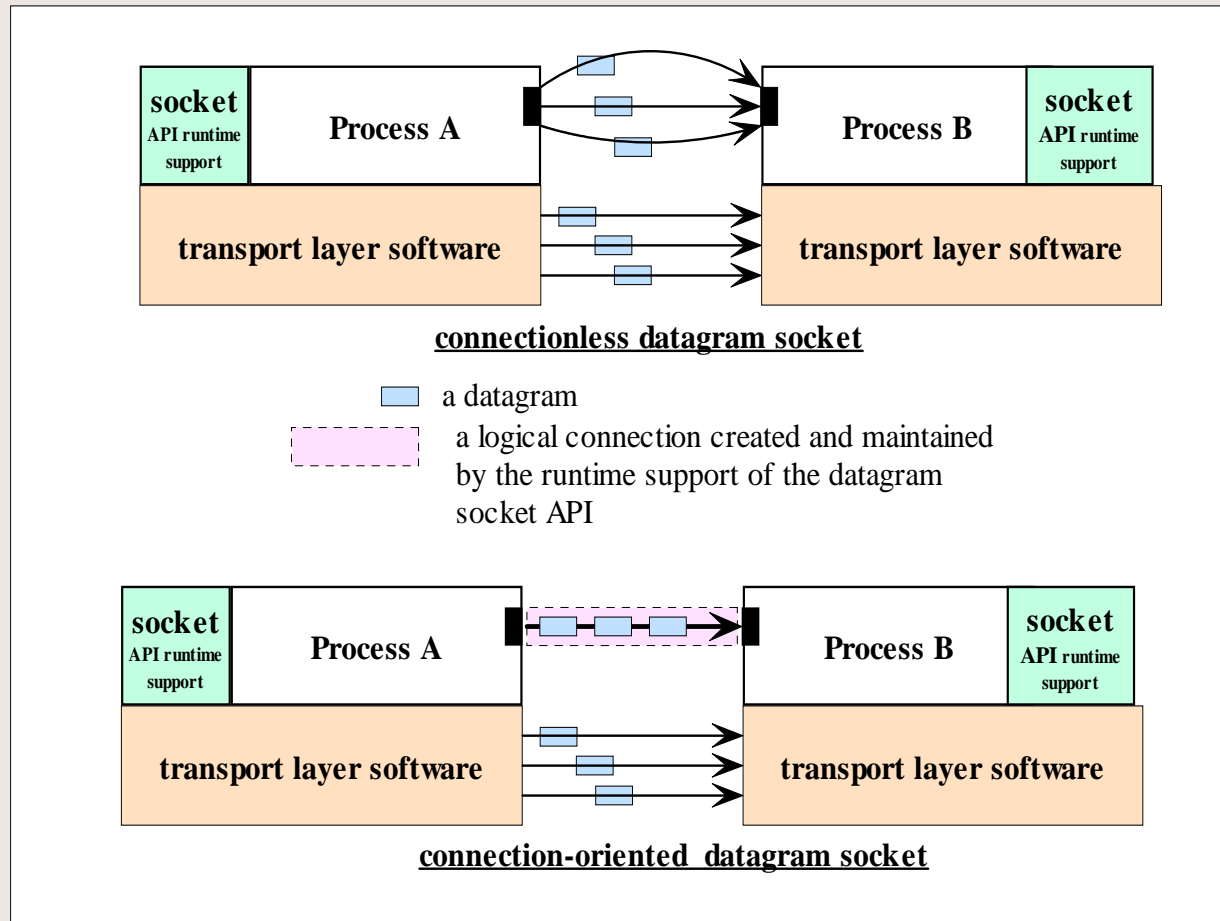 socket
API runtime
support
Process A
Process B
socket
API runtime
support
transport layer software
transport layer software
connectionless datagram socket
a datagram
a logical connection created and maintained
by the runtime support of the datagram
socket API
socket
API runtime
support
Process A
Process B
socket
API runtime
support
transport layer software
transport layer software
connection-oriented datagram socket